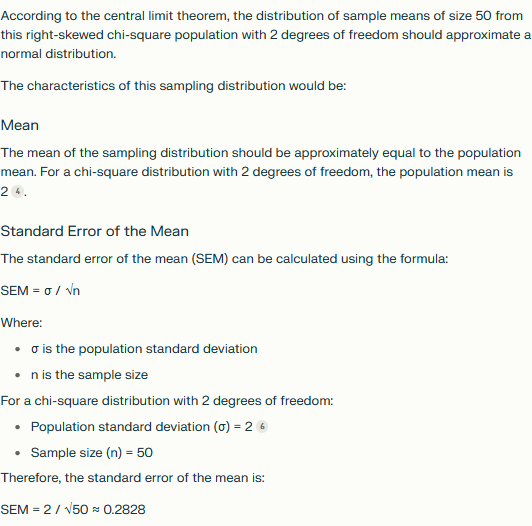 According to the central limit theorem, the distribution of sample means of size 50 from
this right-skewed chi-square population with 2 degrees of freedom should approximate a
normal distribution.
The characteristics of this sampling distribution would be:
Mean
The mean of the sampling distribution should be approximately equal to the population
mean. For a chi-square distribution with 2 degrees of freedom, the population mean is
2 4 .
Standard Error of the Mean
The standard error of the mean (SEM) can be calculated using the formula:
SEM = σ / √n
Where:
• σ is the population standard deviation
• n is the sample size
For a chi-square distribution with 2 degrees of freedom:
• Population standard deviation (σ) = 2 6
• Sample size (n) = 50
Therefore, the standard error of the mean is:
SEM = 2 / √50 ≈ 0.2828